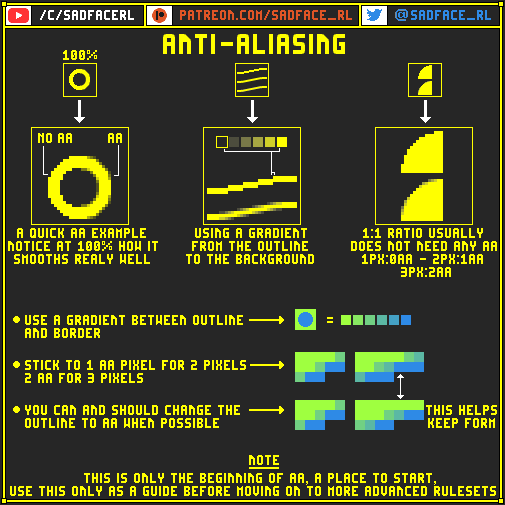 /C/SADFACERL
PATREON.COM/SADFACE_RL
@SADFACE_RL
ANTI-ALIASING
100%
NO AA
AA
A QUICK AA EXAMPLE
NOTICE AT 100% HOW IT
SMOOTHS REALY WELL
USING A GRADIENT
FROM THE OUTLINE
TO THE BACKGROUND
1:1 RATIO USUALLY
DOES NOT NEED ANY AA
1PX:0AA - 2PX:1AA
3PX:2AA
USE A GRADIENT BETWEEN OUTLINE
AND BORDER
=
STICK TO 1 AA PIXEL FOR 2 PIXELS
2 AA FOR 3 PIXELS
YOU CAN AND SHOULD CHANGE THE
OUTLINE TO AA WHEN POSSIBLE
THIS HELPS
KEEP FORM
NOTE
THIS IS ONLY THE BEGINNING OF AA, A PLACE TO START,
USE THIS ONLY AS A GUIDE BEFORE MOVING ON TO MORE ADVANCED RULESETS